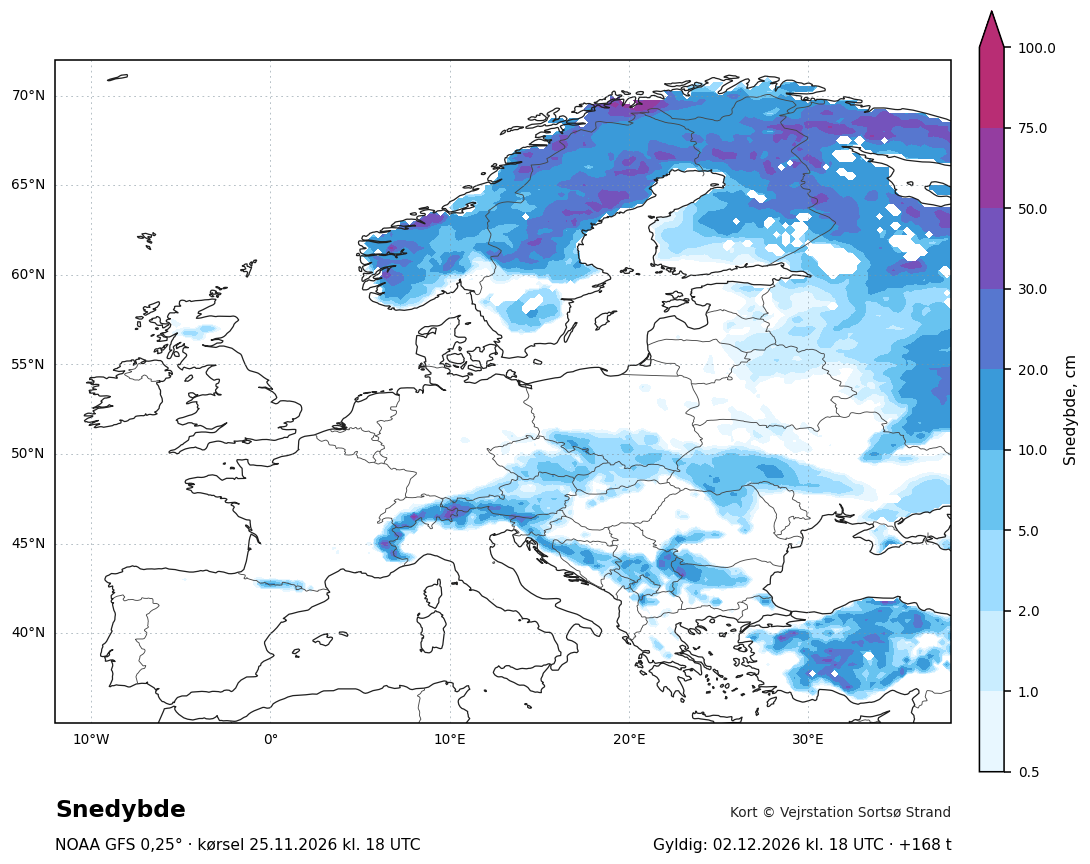 100.0
75.0
50.0
30.0
20.0
10.0
5.0
2.0
1.0
0.5
Snedybde, cm
70°N
65°N
60°N
55°N
50°N
45°N
40°N
10°W 0° 10°E 20°E 30°E
Snedybde
Kort © Vejrstation Sortsø Strand
NOAA GFS 0,25° · kørsel 25.11.2026 kl. 18 UTC
Gyldig: 02.12.2026 kl. 18 UTC · +168 t